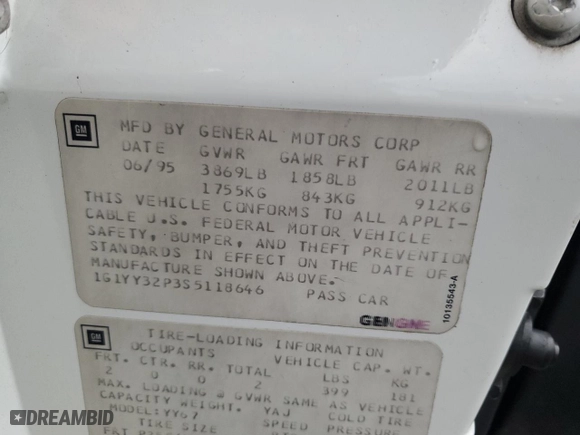 GM
MFD BY GENERAL MOTORS CORP
DATE GVWR GAWR FRT GAWR RR
06/95 3869LB 1858LB 2011LB
1755KG 843KG 912KG
THIS VEHICLE CONFORMS TO ALL APPLI-
CABLE U.S. FEDERAL MOTOR VEHICLE
SAFETY, BUMPER, AND THEFT PREVENTION
STANDARDS IN EFFECT ON THE DATE OF
MANUFACTURE SHOWN ABOVE.
1G1YY32P3S5118646 PASS CAR
10135543-A
GM
TIRE-LOADING INFORMATION
OCCUPANTS VEHICLE CAP. WT.
FRT. CTR. RR. TOTAL LBS KG
2 0 0 2 399 181
MAX. LOADING & GVWR SAME AS VEHICLE
CAPACITY WEIGHT. YAJ COLD TIRE
MODEL:YY67 SPEED PRESSURE
TIRE SIZE
DREAMBID